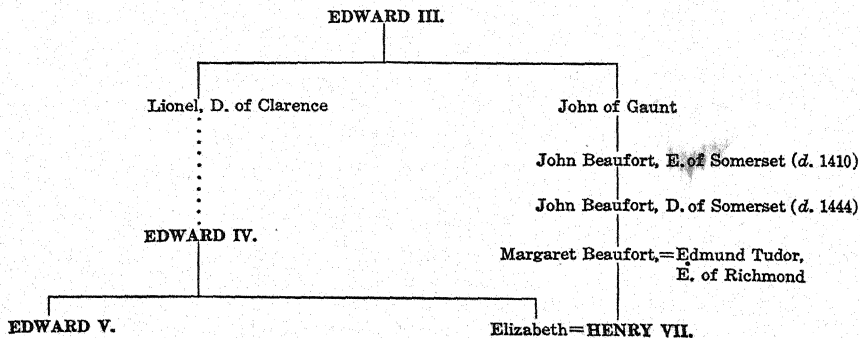 EDWARD III.
Lionel, D. of Clarence
John of Gaunt
John Beaufort, E. of Somerset (d. 1410)
John Beaufort, D. of Somerset (d. 1444)
EDWARD IV.
Margaret Beaufort,=Edmund Tudor,
E. of Richmond
EDWARD V.
Elizabeth=HENRY VII.